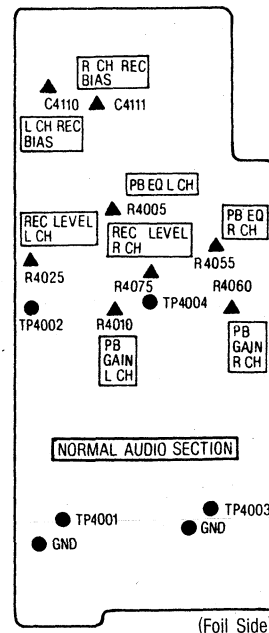 R CH REC
BIAS
C4110
C4111
L CH REC
BIAS
PB EQ L CH
R4005
REC LEVEL
L CH
REC LEVEL
R CH
PB EQ
R CH
R4025
R4075
R4055
R4060
TP4002
R4010
TP4004
PB
GAIN
L CH
PB
GAIN
R CH
NORMAL AUDIO SECTION
TP4001
GND
TP4003
GND
(Foil Side